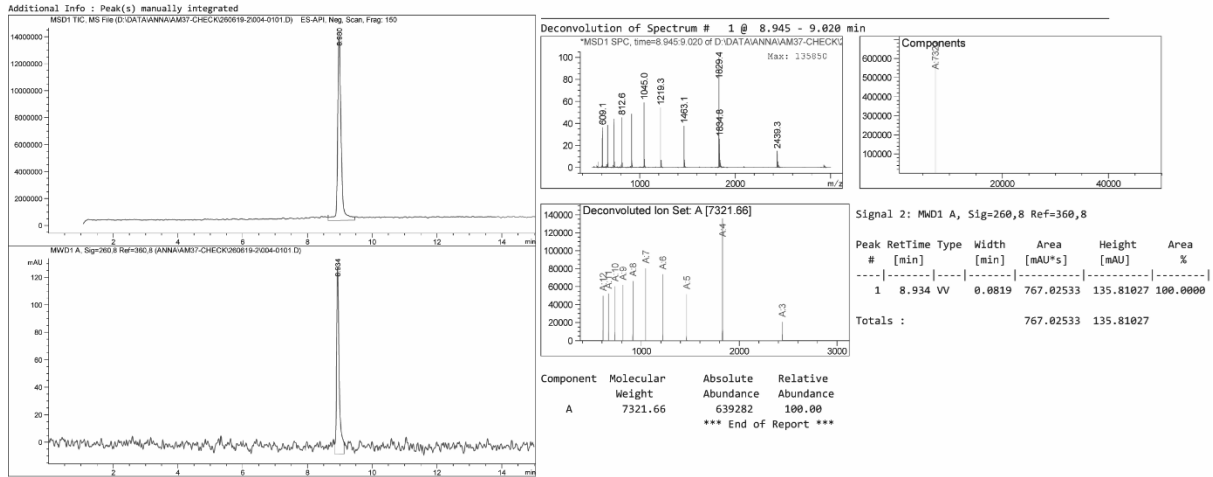 Additional Info : Peak(s) manually integrated
MSD1 TIC, MS File (D:\DATA\ANNA\AM37-CHECK\260619-2\004-0101.D) ES-API, Neg, Scan, Frag: 150
14000000
12000000
10000000
8000000
6000000
4000000
2000000
0
8.980
2 4 6 8 10 12 14 min
MWD1 A, Sig=260,8 Ref=360,8 (ANNA\AM37-CHECK\260619-2\004-0101.D)
mAU
120
100
80
60
40
20
0
8.934
2 4 6 8 10 12 14 min
Deconvolution of Spectrum # 1 @ 8.945 - 9.020 min
*MSD1 SPC, time=8.945:9.020 of D:\DATA\ANNA\AM37-CHECK\2
Max: 135850
100
80
60
40
20
0
609.1
812.6
1045.0
1219.3
1463.1
1829.4
1834.8
2439.3
1000 2000 m/z
Components
600000
500000
400000
300000
200000
100000
A:732
20000 40000
Deconvoluted Ion Set: A [7321.66]
140000
120000
100000
80000
60000
40000
20000
0
A:12
A:11
A:10
A:9
A:8
A:7
A:6
A:5
A:4
A:3
1000 2000 3000
Component Molecular Absolute Relative
Weight Abundance Abundance
A 7321.66 639282 100.00
*** End of Report ***
Signal 2: MWD1 A, Sig=260,8 Ref=360,8
Peak RetTime Type Width Area Height Area
# [min] [min] [mAU*s] [mAU] %
----|-------|----|-------|----------|----------|--------|
1 8.934 VV 0.0819 767.02533 135.81027 100.0000
Totals : 767.02533 135.81027